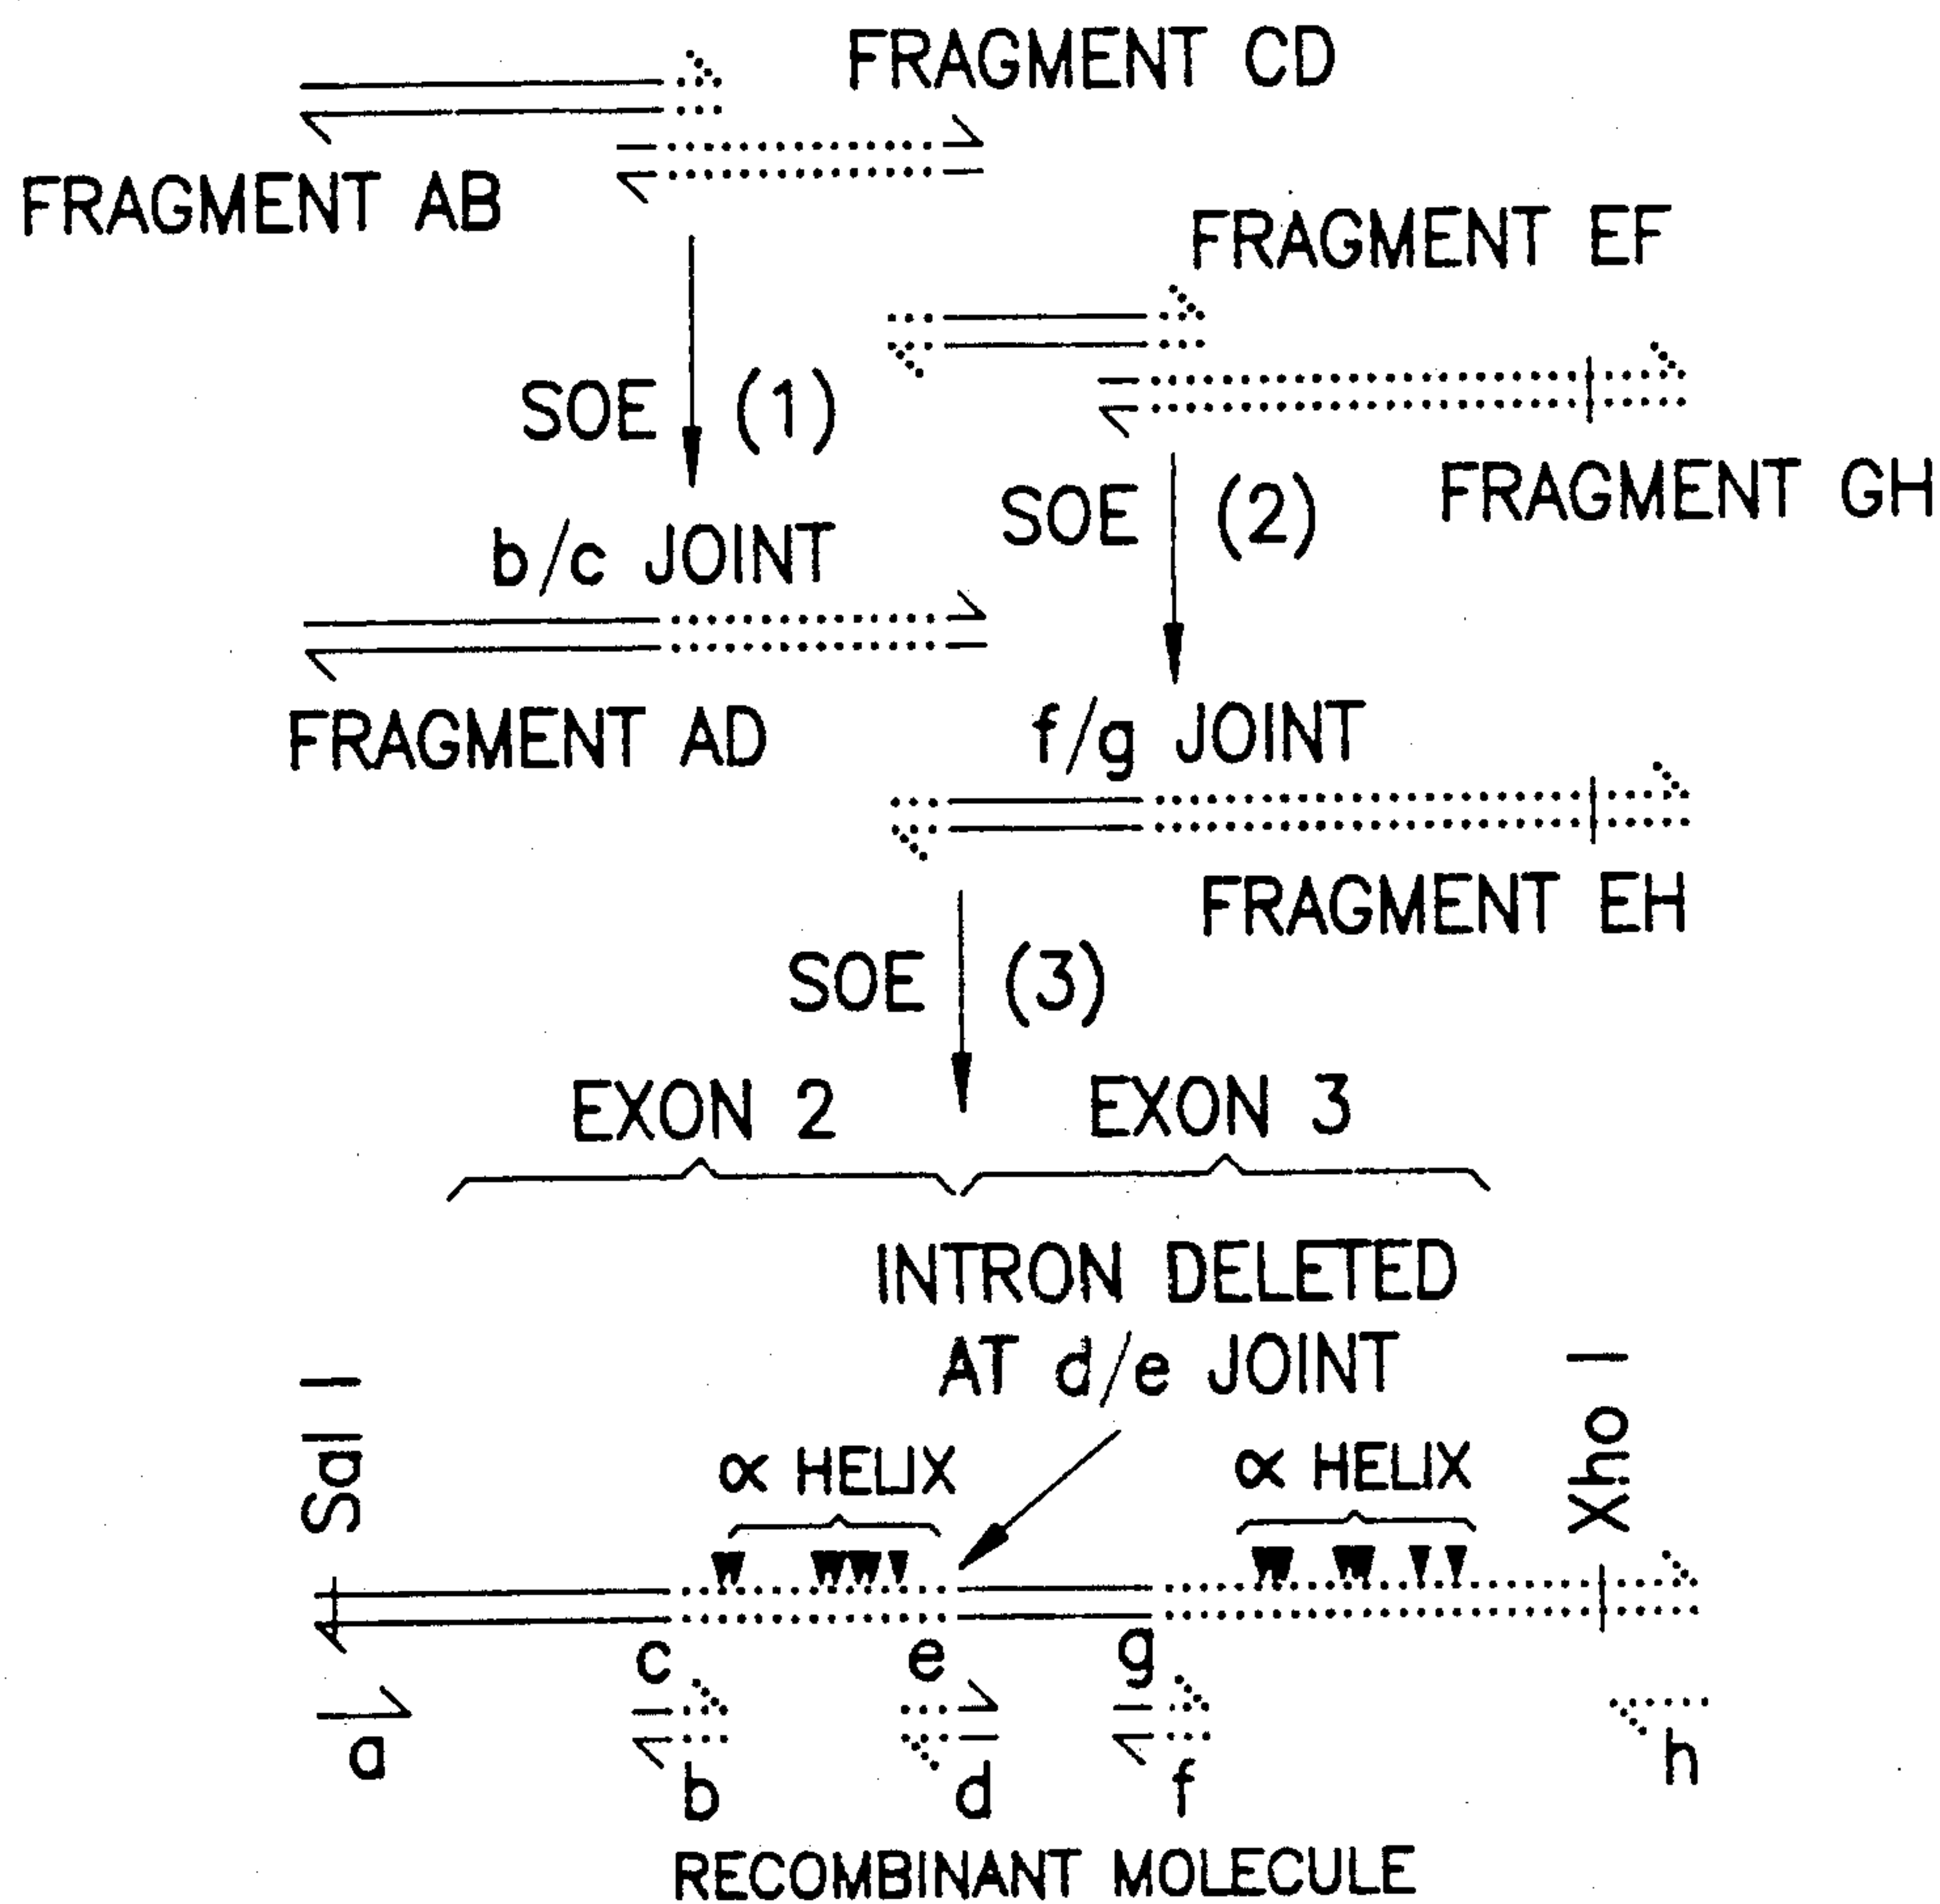 FRAGMENT CD
FRAGMENT AB
FRAGMENT EF
SOE (1)
FRAGMENT GH
SOE (2)
b/c JOINT
FRAGMENT AD
f/g JOINT
FRAGMENT EH
SOE (3)
EXON 2 EXON 3
INTRON DELETED
AT d/e JOINT
Sal I
Xho I
∝ HELIX ∝ HELIX
c e g
a b d f h
RECOMBINANT MOLECULE